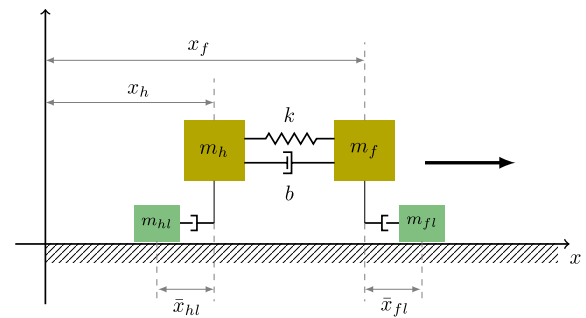 x_f
x_h
k
m_h
m_f
b
m_{hl}
m_{fl}
x
x̄_{hl}
x̄_{fl}